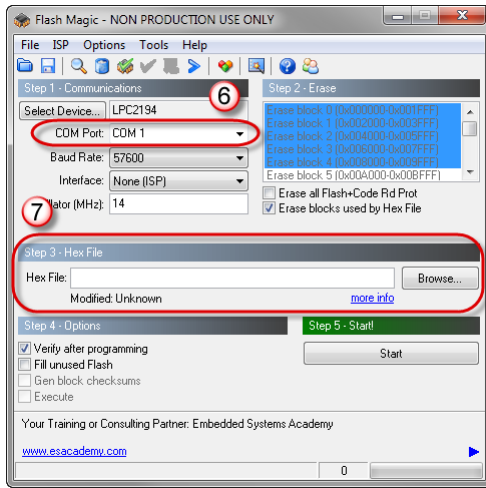 Flash Magic - NON PRODUCTION USE ONLY
File ISP Options Tools Help
Step 1 - Communications
6
Step 2 - Erase
Select Device... LPC2194
Erase block 0 (0x000000-0x001FFF)
Erase block 1 (0x002000-0x003FFF)
COM Port: COM 1
Erase block 2 (0x004000-0x005FFF)
Erase block 3 (0x006000-0x007FFF)
Erase block 4 (0x008000-0x009FFF)
Baud Rate: 57600
Erase block 5 (0x00A000-0x00BFFF)
Interface: None (ISP)
Erase all Flash+Code Rd Prot
7
llator (MHz): 14
Erase blocks used by Hex File
Step 3 - Hex File
Hex File: Browse...
Modified: Unknown more info
Step 4 - Options
Step 5 - Start!
Verify after programming
Start
Fill unused Flash
Gen block checksums
Execute
Your Training or Consulting Partner: Embedded Systems Academy
www.esacademy.com
0